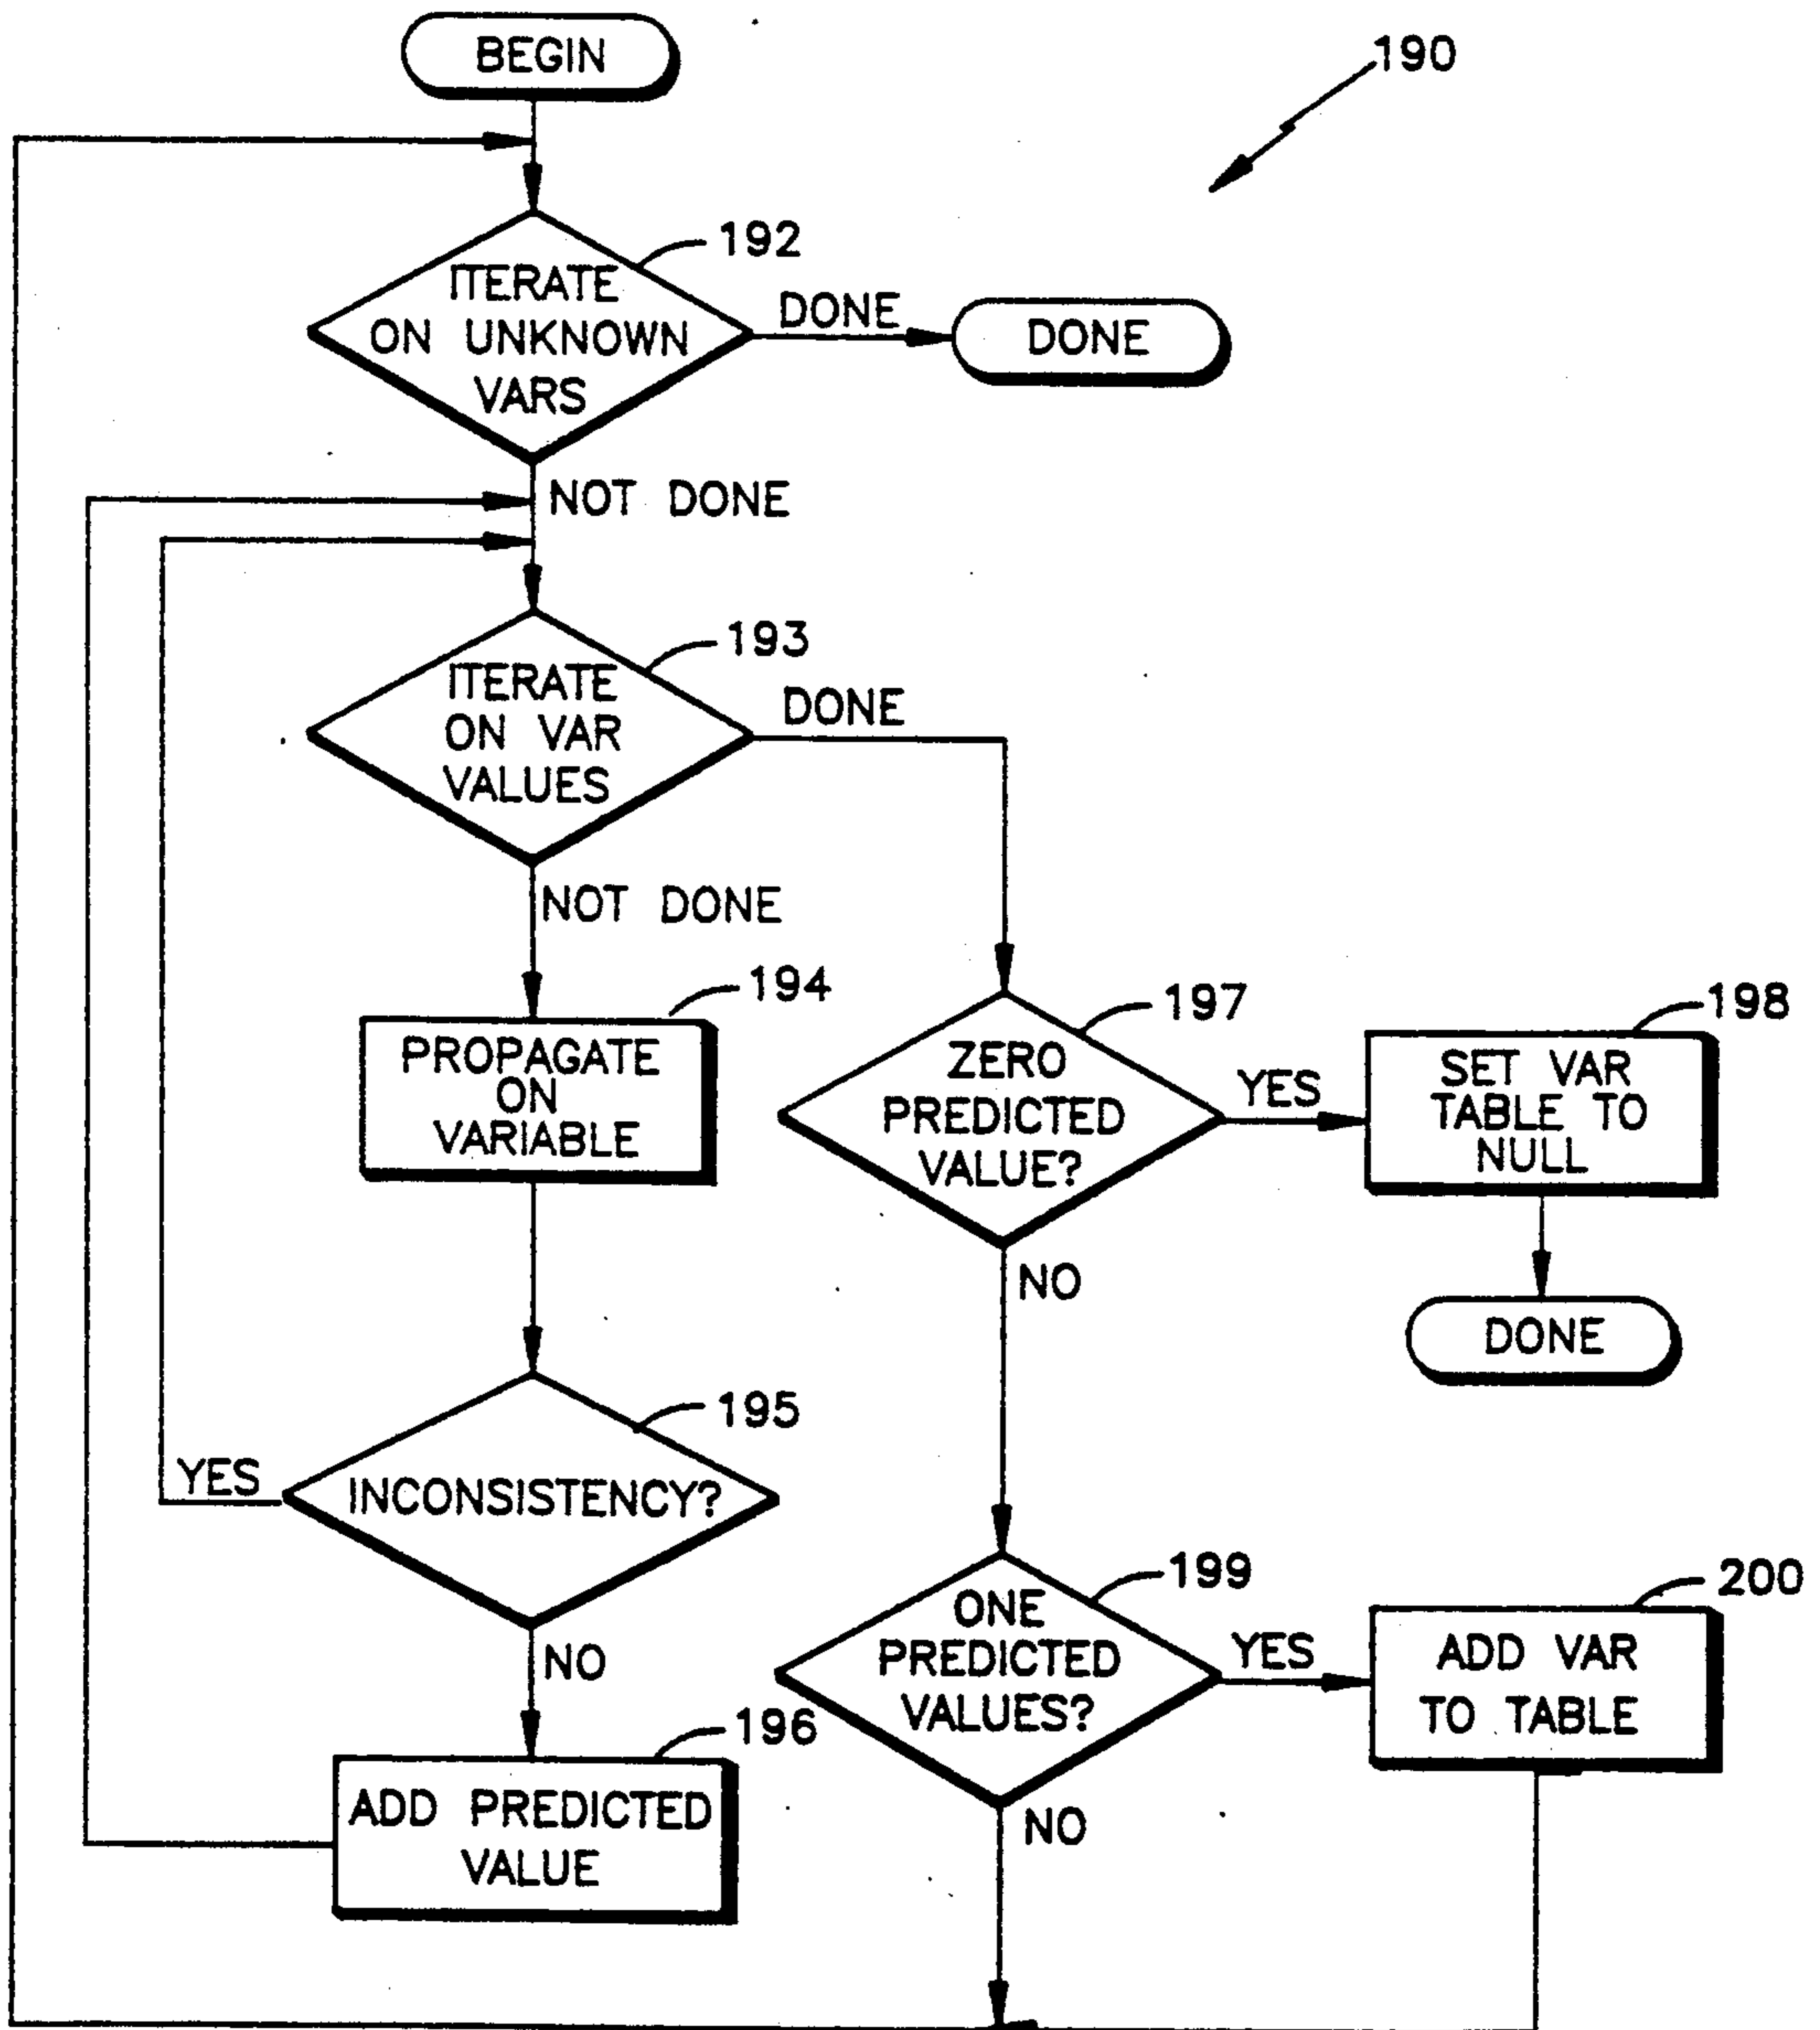 BEGIN
190
192
ITERATE
ON UNKNOWN
VARS
DONE
DONE
NOT DONE
193
ITERATE
ON VAR
VALUES
DONE
NOT DONE
194
PROPAGATE
ON
VARIABLE
197
ZERO
PREDICTED
VALUE?
YES
198
SET VAR
TABLE TO
NULL
NO
DONE
195
INCONSISTENCY?
YES
NO
199
ONE
PREDICTED
VALUES?
YES
200
ADD VAR
TO TABLE
196
ADD PREDICTED
VALUE
NO